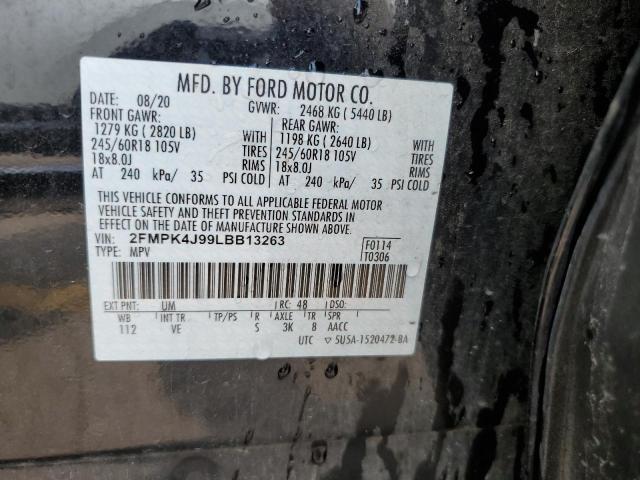 MFD. BY FORD MOTOR CO.
DATE: 08/20 GVWR: 2468 KG ( 5440 LB)
FRONT GAWR: REAR GAWR:
1279 KG ( 2820 LB) WITH 1198 KG ( 2640 LB) WITH
245/60R18 105V TIRES 245/60R18 105V TIRES
18x8.0J RIMS 18x8.0J RIMS
AT 240 kPa/ 35 PSI COLD AT 240 kPa/ 35 PSI COLD
THIS VEHICLE CONFORMS TO ALL APPLICABLE FEDERAL MOTOR
VEHICLE SAFETY AND THEFT PREVENTION STANDARDS IN
EFFECT ON THE DATE OF MANUFACTURE SHOWN ABOVE.
VIN: 2FMPK4J99LBB13263 F0114
TYPE: MPV T0306
EXT PNT: UM RC: 48 DSO:
WB INT TR TP/PS R AXLE TR SPR
112 VE S 3K 8 AACC
UTC ▽ 5U5A-1520472-BA